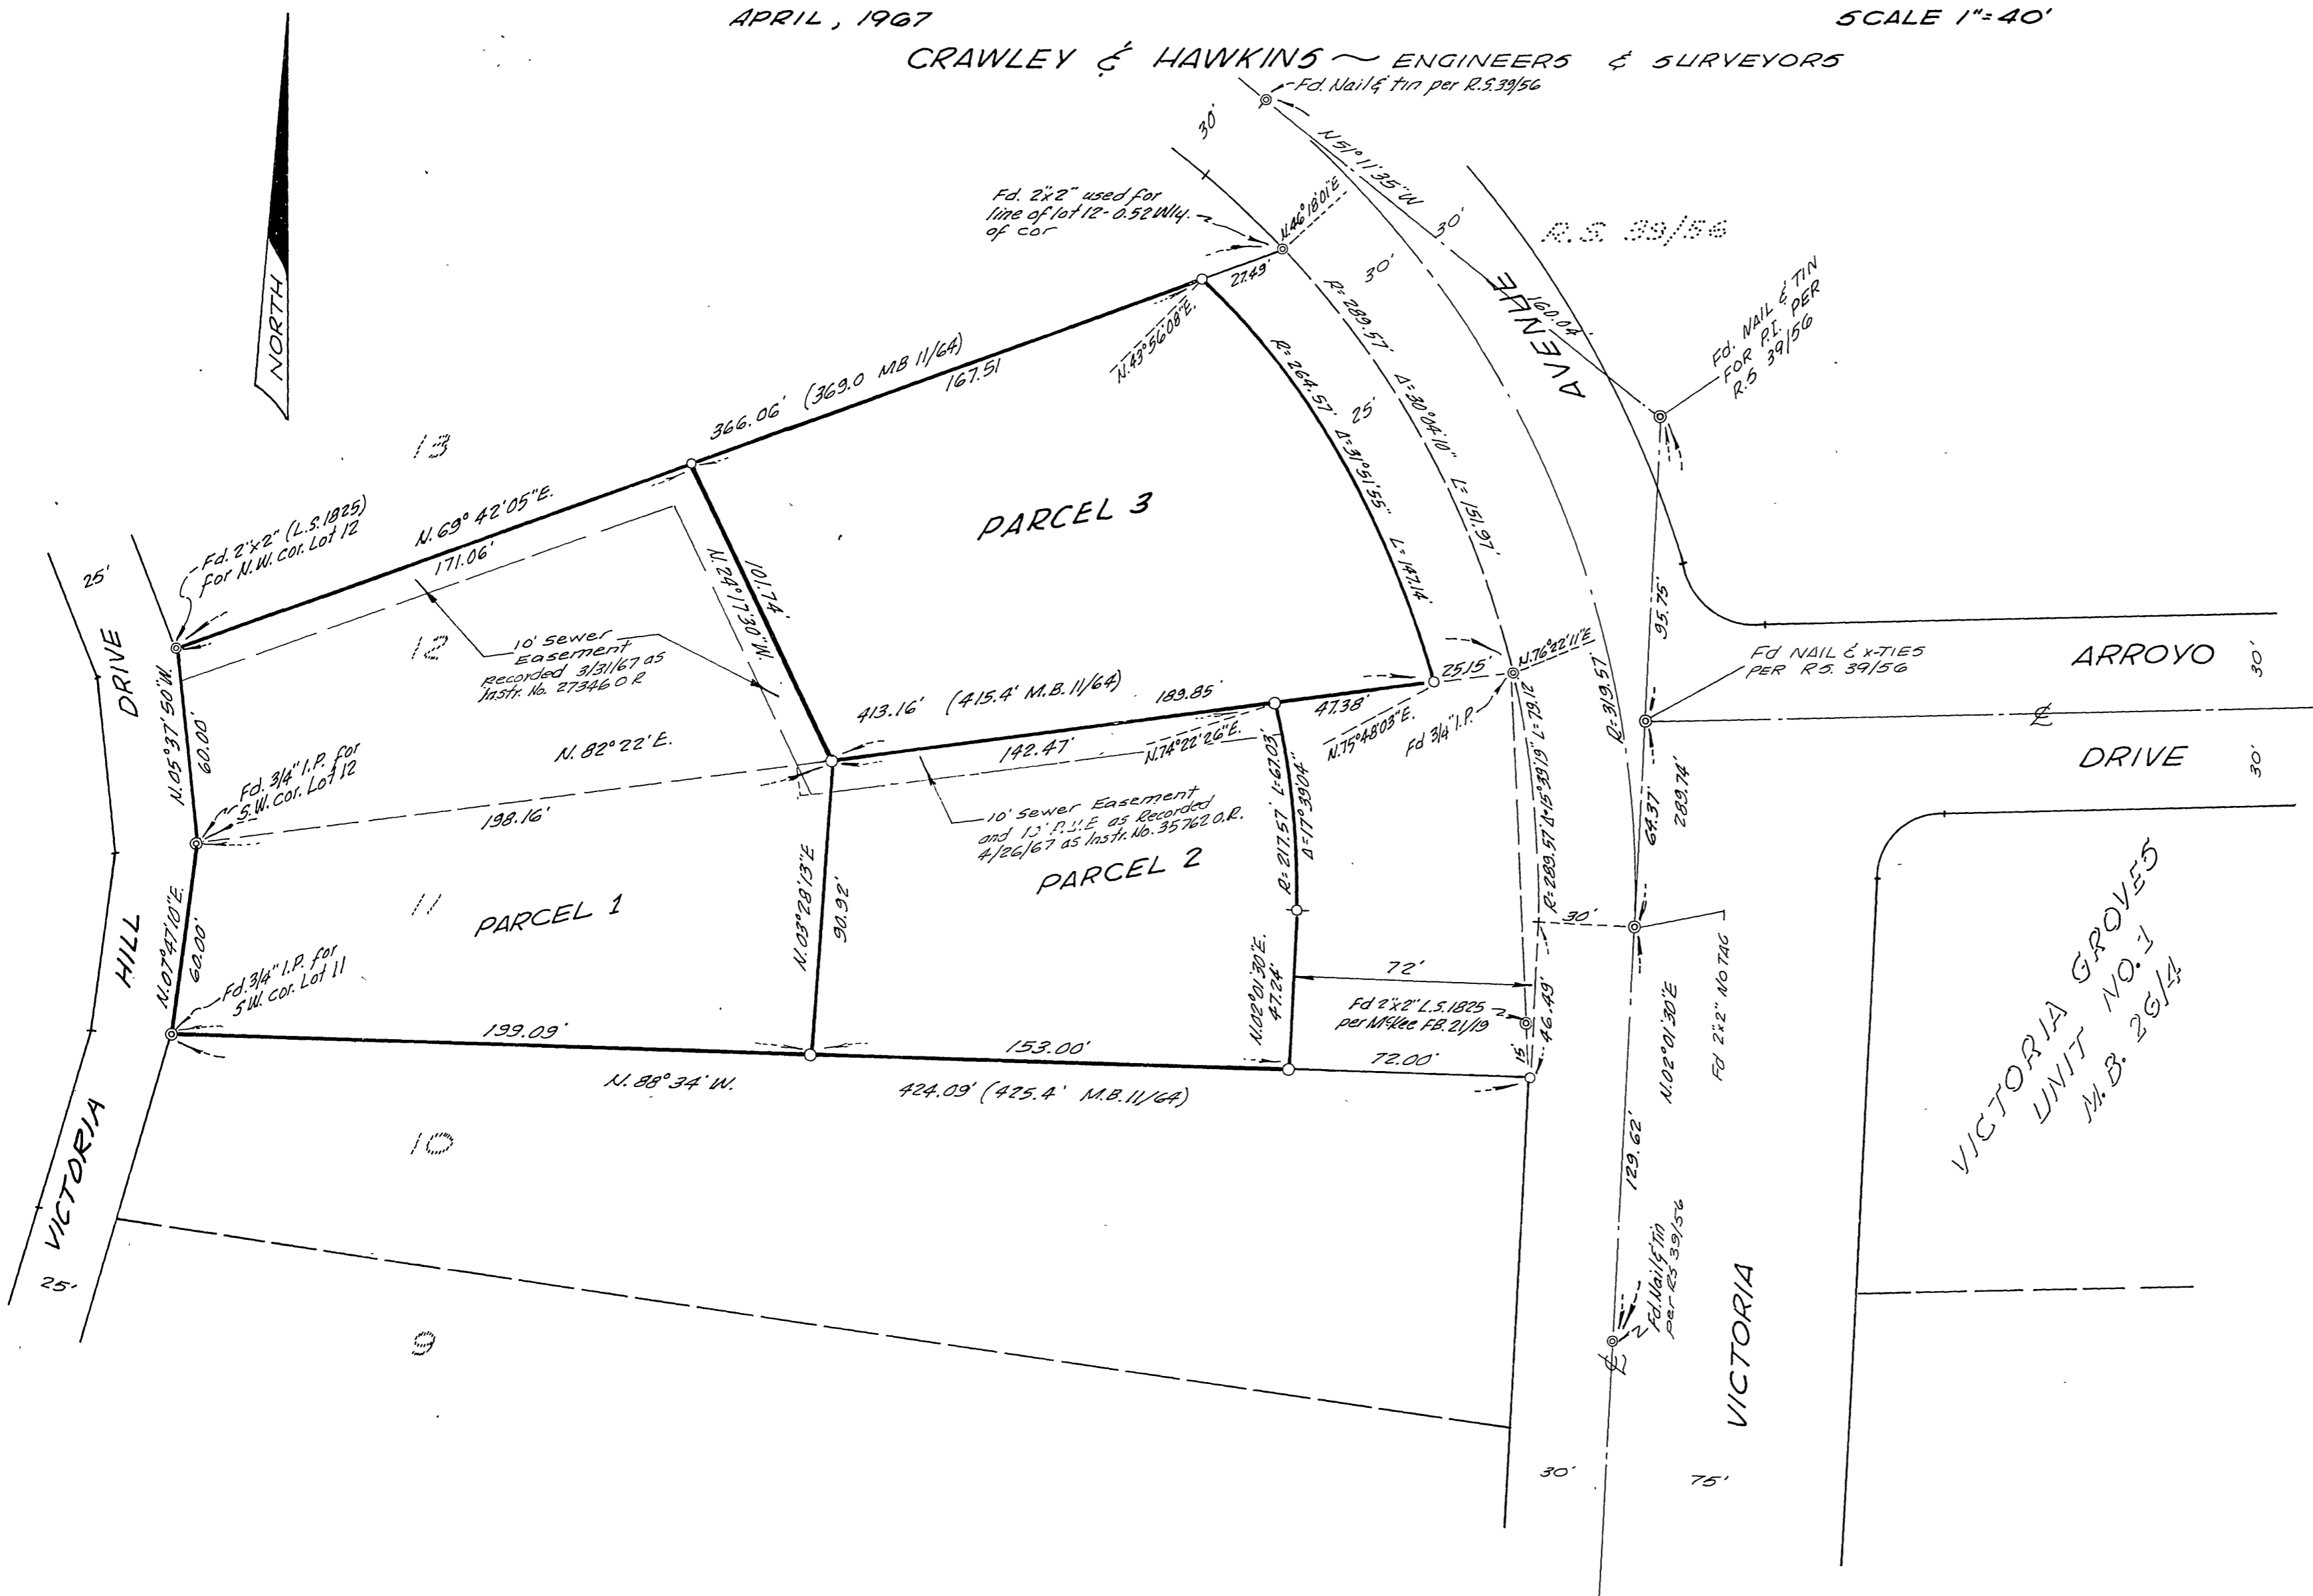 APRIL, 1967
SCALE 1"=40'
CRAWLEY & HAWKINS ~ ENGINEERS & SURVEYORS
Fd. Nail & tin per R.S. 39/56
NORTH
30'
N 51° 11' 35" W
30'
160.04'
AVENUE
R.S. 39/56
Fd. 2"x2" used for
line of lot 12 - 0.52 Wly.
of cor
N. 46° 18' 01" E
27.49'
30'
Fd. NAIL & TIN
FOR P.I. PER
R.S 39/56
N. 43° 56' 08" E.
R= 289.57' Δ= 30° 04' 10" L= 151.97'
R= 264.57' Δ= 31° 51' 55" L= 147.14'
25'
366.06' (369.0 MB 11/64)
167.51
13
PARCEL 3
Fd. 2"x2" (L.S. 1825)
for N.W. cor. Lot 12
N. 69° 42' 05" E.
171.06'
25'
DRIVE
12
10' Sewer
Easement
Recorded 3/31/67 as
Instr. No. 27346 O R
101.74'
N. 24° 17' 30" W.
N. 05° 37' 50" W.
60.00'
95.75'
Fd NAIL & X-TIES
PER R.S. 39/56
ARROYO
30'
℄
DRIVE
30'
R= 319.57'
25.15'
N. 76° 22' 11" E
413.16' (415.4' M.B. 11/64)
189.85'
47.38'
N. 75° 48' 03" E.
Fd 3/4" I.P.
142.47'
N. 74° 22' 26" E.
N. 82° 22' E.
Fd. 3/4" I.P. for
S.W. cor. Lot 12
198.16'
10' Sewer Easement
and 15' P.U.E as Recorded
4/26/67 as Instr. No. 35762 O.R.
R= 217.57' L= 67.03'
Δ= 17° 39' 04"
R= 289.57' Δ= 15° 39' 19" L= 79.12
64.37'
289.74'
PARCEL 2
11
PARCEL 1
N. 03° 28' 13" E
90.92'
HILL
N. 07° 47' 10" E.
60.00'
Fd. 3/4" I.P. for
S.W. cor. Lot 11
30'
72'
N. 02° 01' 30" E.
47.24'
Fd 2"x2" L.S. 1825
per McKee F.B. 21/19
46.49'
15'
Fd 2"x2" NO TAG
N. 02° 01' 30" E
129.62'
199.09'
153.00'
72.00'
N. 88° 34' W.
424.09' (425.4' M.B. 11/64)
VICTORIA GROVES
UNIT NO. 1
M.B. 26/4
10
VICTORIA
25'
Fd. Nail & Tin
per R.S 39/56
℄
9
VICTORIA
30'
75'